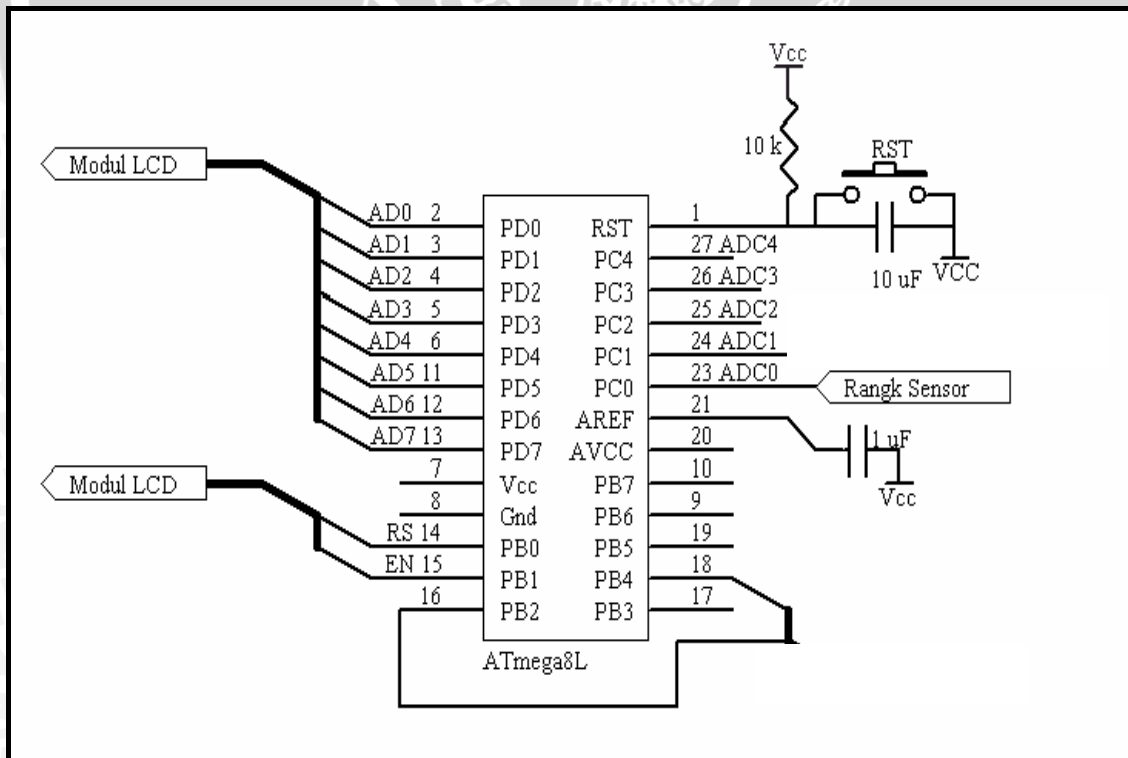 Vcc
10 k
RST
10 uF
VCC
Modul LCD
AD0 2 PD0 RST 1
AD1 3 PD1 PC4 27 ADC4
AD2 4 PD2 PC3 26 ADC3
AD3 5 PD3 PC2 25 ADC2
AD4 6 PD4 PC1 24 ADC1
AD5 11 PD5 PC0 23 ADC0 Rangk Sensor
AD6 12 PD6 AREF 21
AD7 13 PD7 AVCC 20
1 uF
Vcc
Modul LCD
7 Vcc PB7 10
8 Gnd PB6 9
RS 14 PB0 PB5 19
EN 15 PB1 PB4 18
16 PB2 PB3 17
ATmega8L